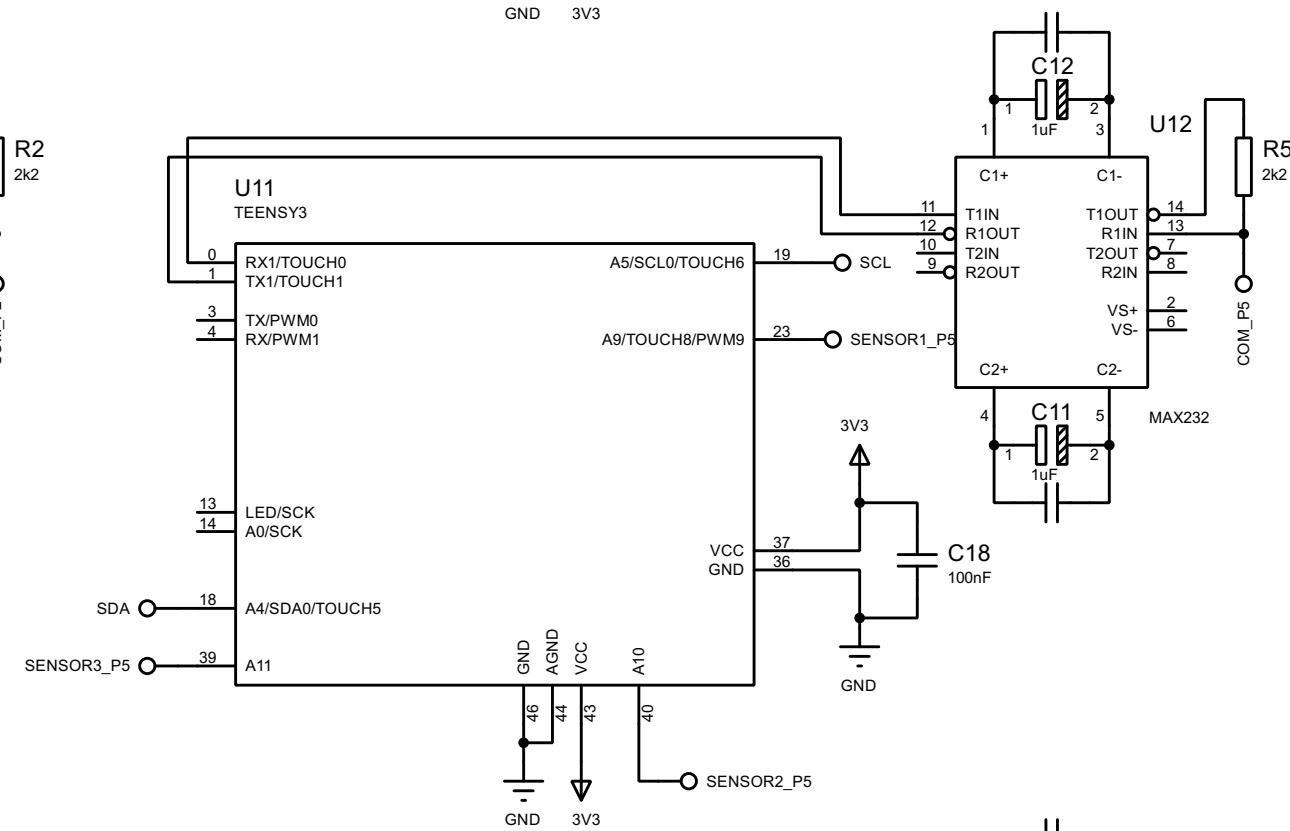 GND 3V3
C12
1 2
1uF
1 3
U12
R2
2k2
R5
2k2
U11
TEENSY3
C1+ C1-
11 T1IN T1OUT 14
12 R1OUT R1IN 13
10 T2IN T2OUT 7
9 R2OUT R2IN 8
VS+ 2
VS- 6
C2+ C2-
4 5
C11
1 2
1uF
MAX232
COM_P5
0 RX1/TOUCH0 A5/SCL0/TOUCH6 19 SCL
1 TX1/TOUCH1
3 TX/PWM0
4 RX/PWM1 A9/TOUCH8/PWM9 23 SENSOR1_P5
3V3
13 LED/SCK
14 A0/SCK
VCC 37
GND 36
C18
100nF
SDA 18 A4/SDA0/TOUCH5
SENSOR3_P5 39 A11
GND AGND VCC A10
46 44 43 40
GND
SENSOR2_P5
GND 3V3